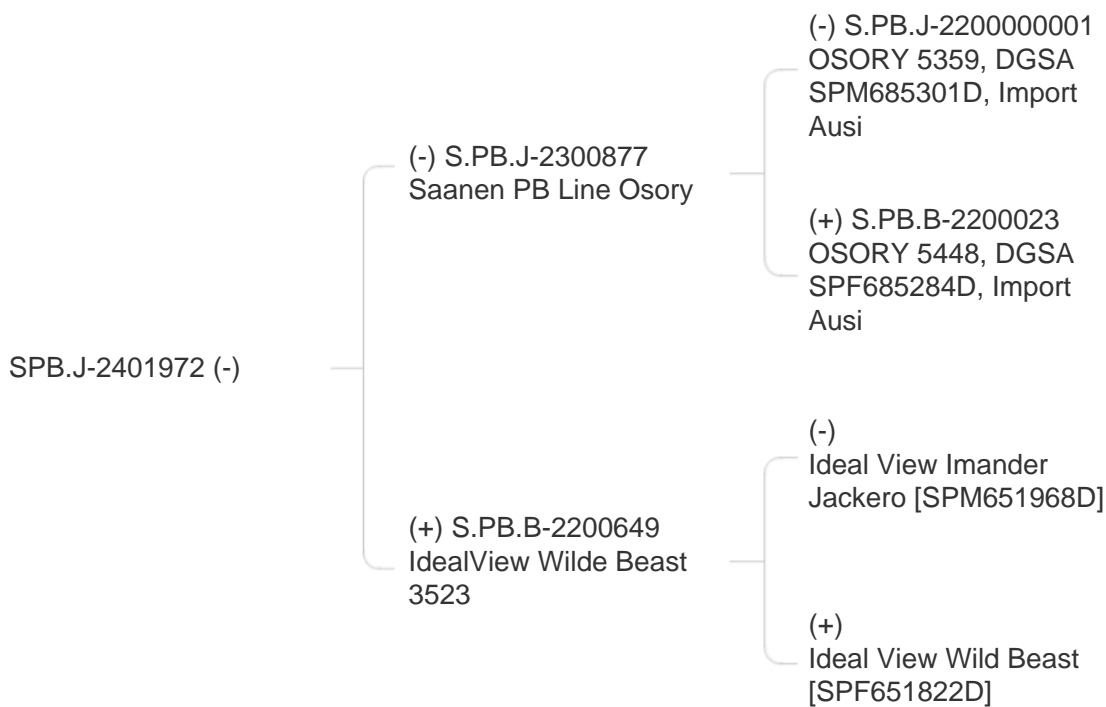 (-) S.PB.J-2200000001
OSORY 5359, DGSA
SPM685301D, Import
Ausi
(-) S.PB.J-2300877
Saanen PB Line Osory
(+) S.PB.B-2200023
OSORY 5448, DGSA
SPF685284D, Import
Ausi
SPB.J-2401972 (-)
(-)
Ideal View Imander
Jackero [SPM651968D]
(+) S.PB.B-2200649
IdealView Wilde Beast
3523
(+)
Ideal View Wild Beast
[SPF651822D]